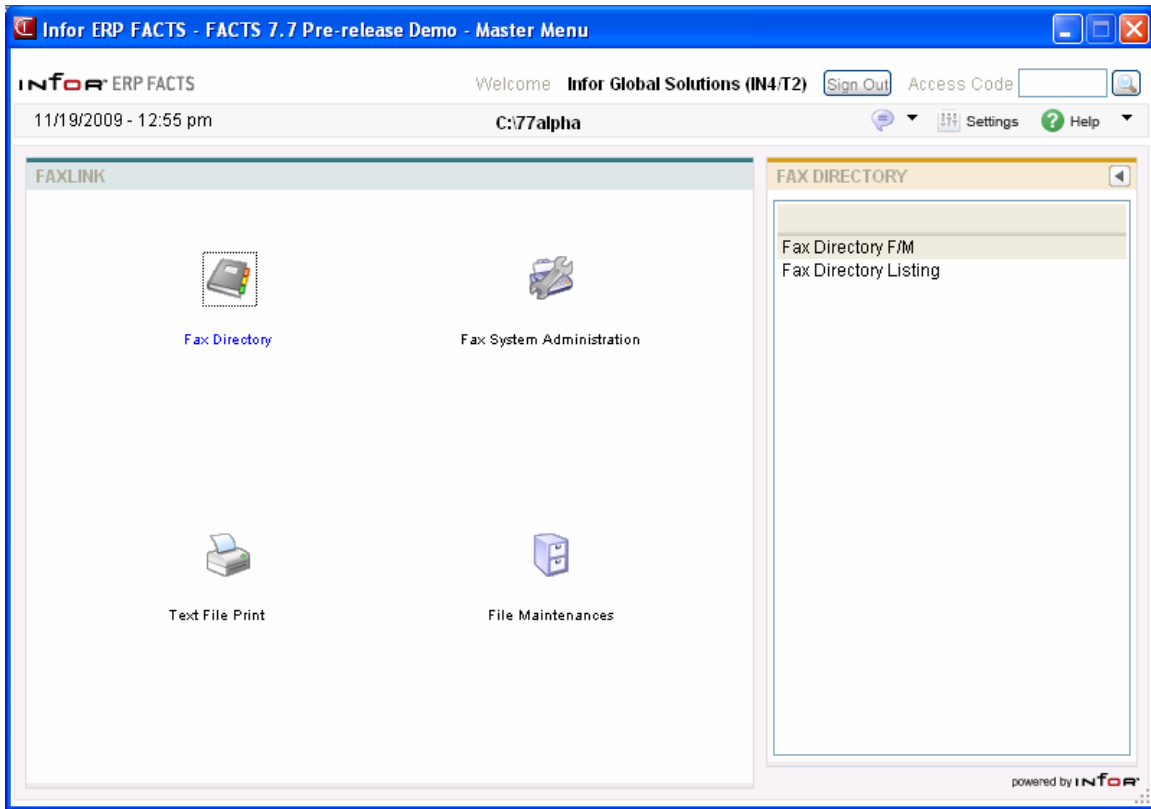 Infor ERP FACTS - FACTS 7.7 Pre-release Demo - Master Menu
infor ERP FACTS Welcome Infor Global Solutions (IN4/T2) Sign Out Access Code
11/19/2009 - 12:55 pm C:\77alpha Settings Help
FAXLINK
Fax Directory Fax System Administration
Text File Print File Maintenances
FAX DIRECTORY
Fax Directory F/M
Fax Directory Listing
powered by infor